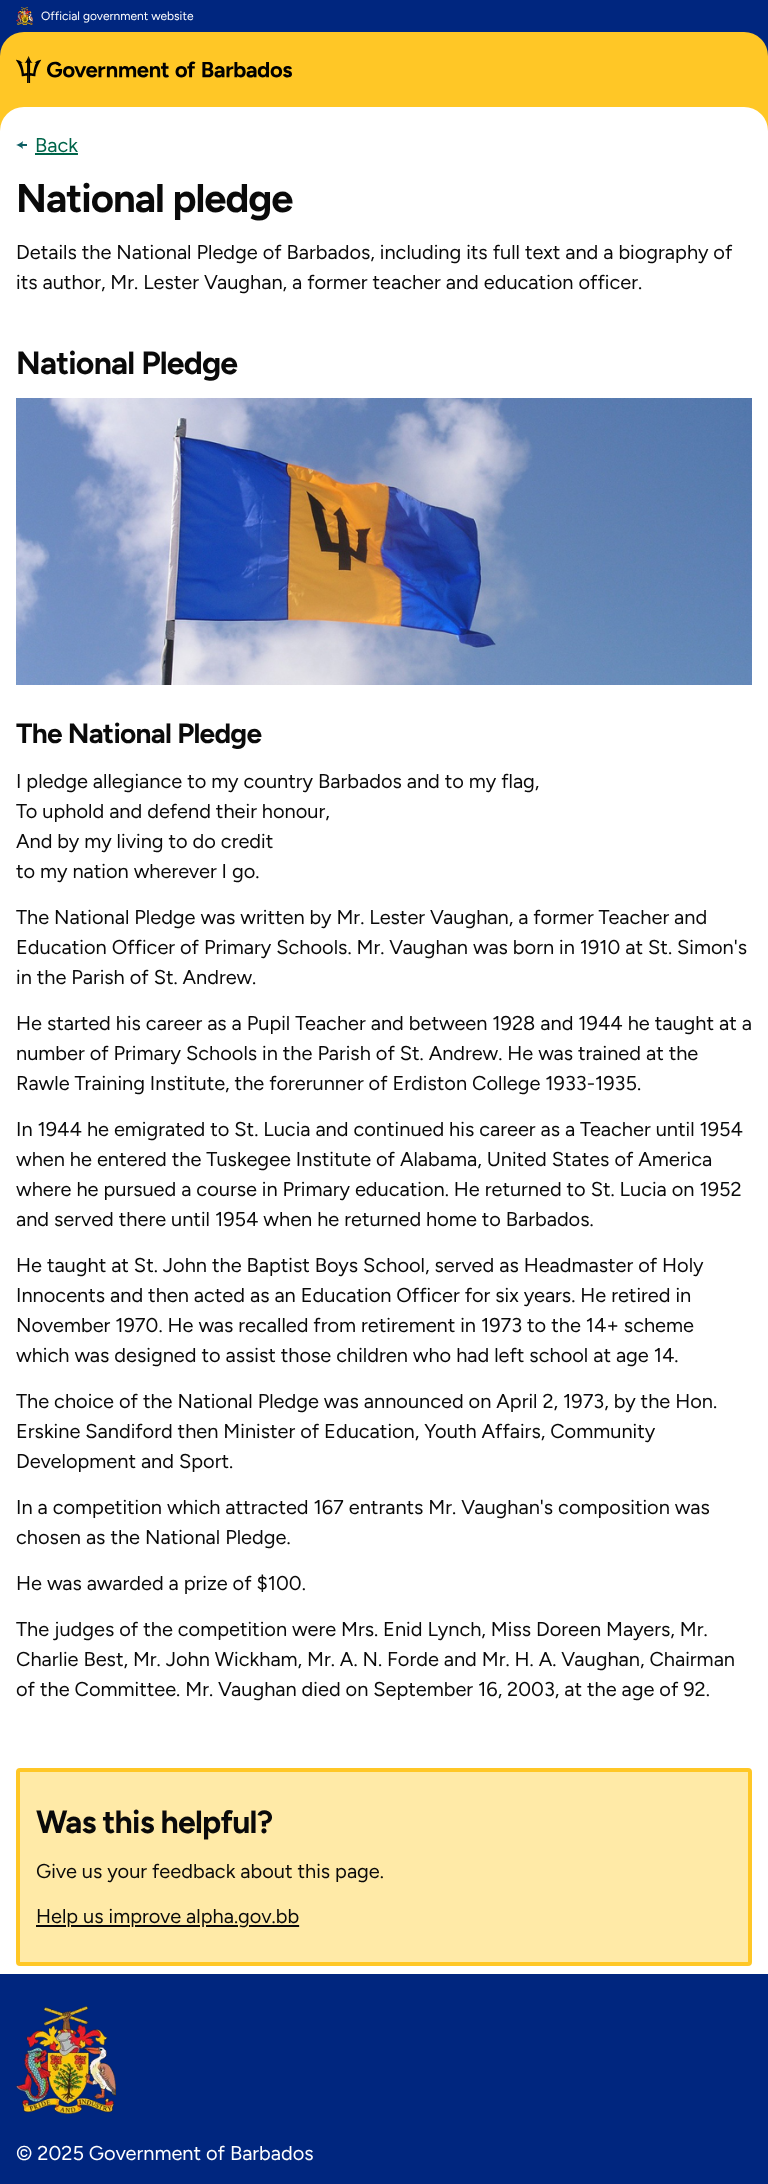 Official government website
Government of Barbados
Back
National pledge
Details the National Pledge of Barbados, including its full text and a biography of
its author, Mr. Lester Vaughan, a former teacher and education officer.
National Pledge
The National Pledge
I pledge allegiance to my country Barbados and to my flag,
To uphold and defend their honour,
And by my living to do credit
to my nation wherever I go.
The National Pledge was written by Mr. Lester Vaughan, a former Teacher and
Education Officer of Primary Schools. Mr. Vaughan was born in 1910 at St. Simon's
in the Parish of St. Andrew.
He started his career as a Pupil Teacher and between 1928 and 1944 he taught at a
number of Primary Schools in the Parish of St. Andrew. He was trained at the
Rawle Training Institute, the forerunner of Erdiston College 1933-1935.
In 1944 he emigrated to St. Lucia and continued his career as a Teacher until 1954
when he entered the Tuskegee Institute of Alabama, United States of America
where he pursued a course in Primary education. He returned to St. Lucia on 1952
and served there until 1954 when he returned home to Barbados.
He taught at St. John the Baptist Boys School, served as Headmaster of Holy
Innocents and then acted as an Education Officer for six years. He retired in
November 1970. He was recalled from retirement in 1973 to the 14+ scheme
which was designed to assist those children who had left school at age 14.
The choice of the National Pledge was announced on April 2, 1973, by the Hon.
Erskine Sandiford then Minister of Education, Youth Affairs, Community
Development and Sport.
In a competition which attracted 167 entrants Mr. Vaughan's composition was
chosen as the National Pledge.
He was awarded a prize of $100.
The judges of the competition were Mrs. Enid Lynch, Miss Doreen Mayers, Mr.
Charlie Best, Mr. John Wickham, Mr. A. N. Forde and Mr. H. A. Vaughan, Chairman
of the Committee. Mr. Vaughan died on September 16, 2003, at the age of 92.
Was this helpful?
Give us your feedback about this page.
Help us improve alpha.gov.bb
PRIDE AND INDUSTRY
© 2025 Government of Barbados